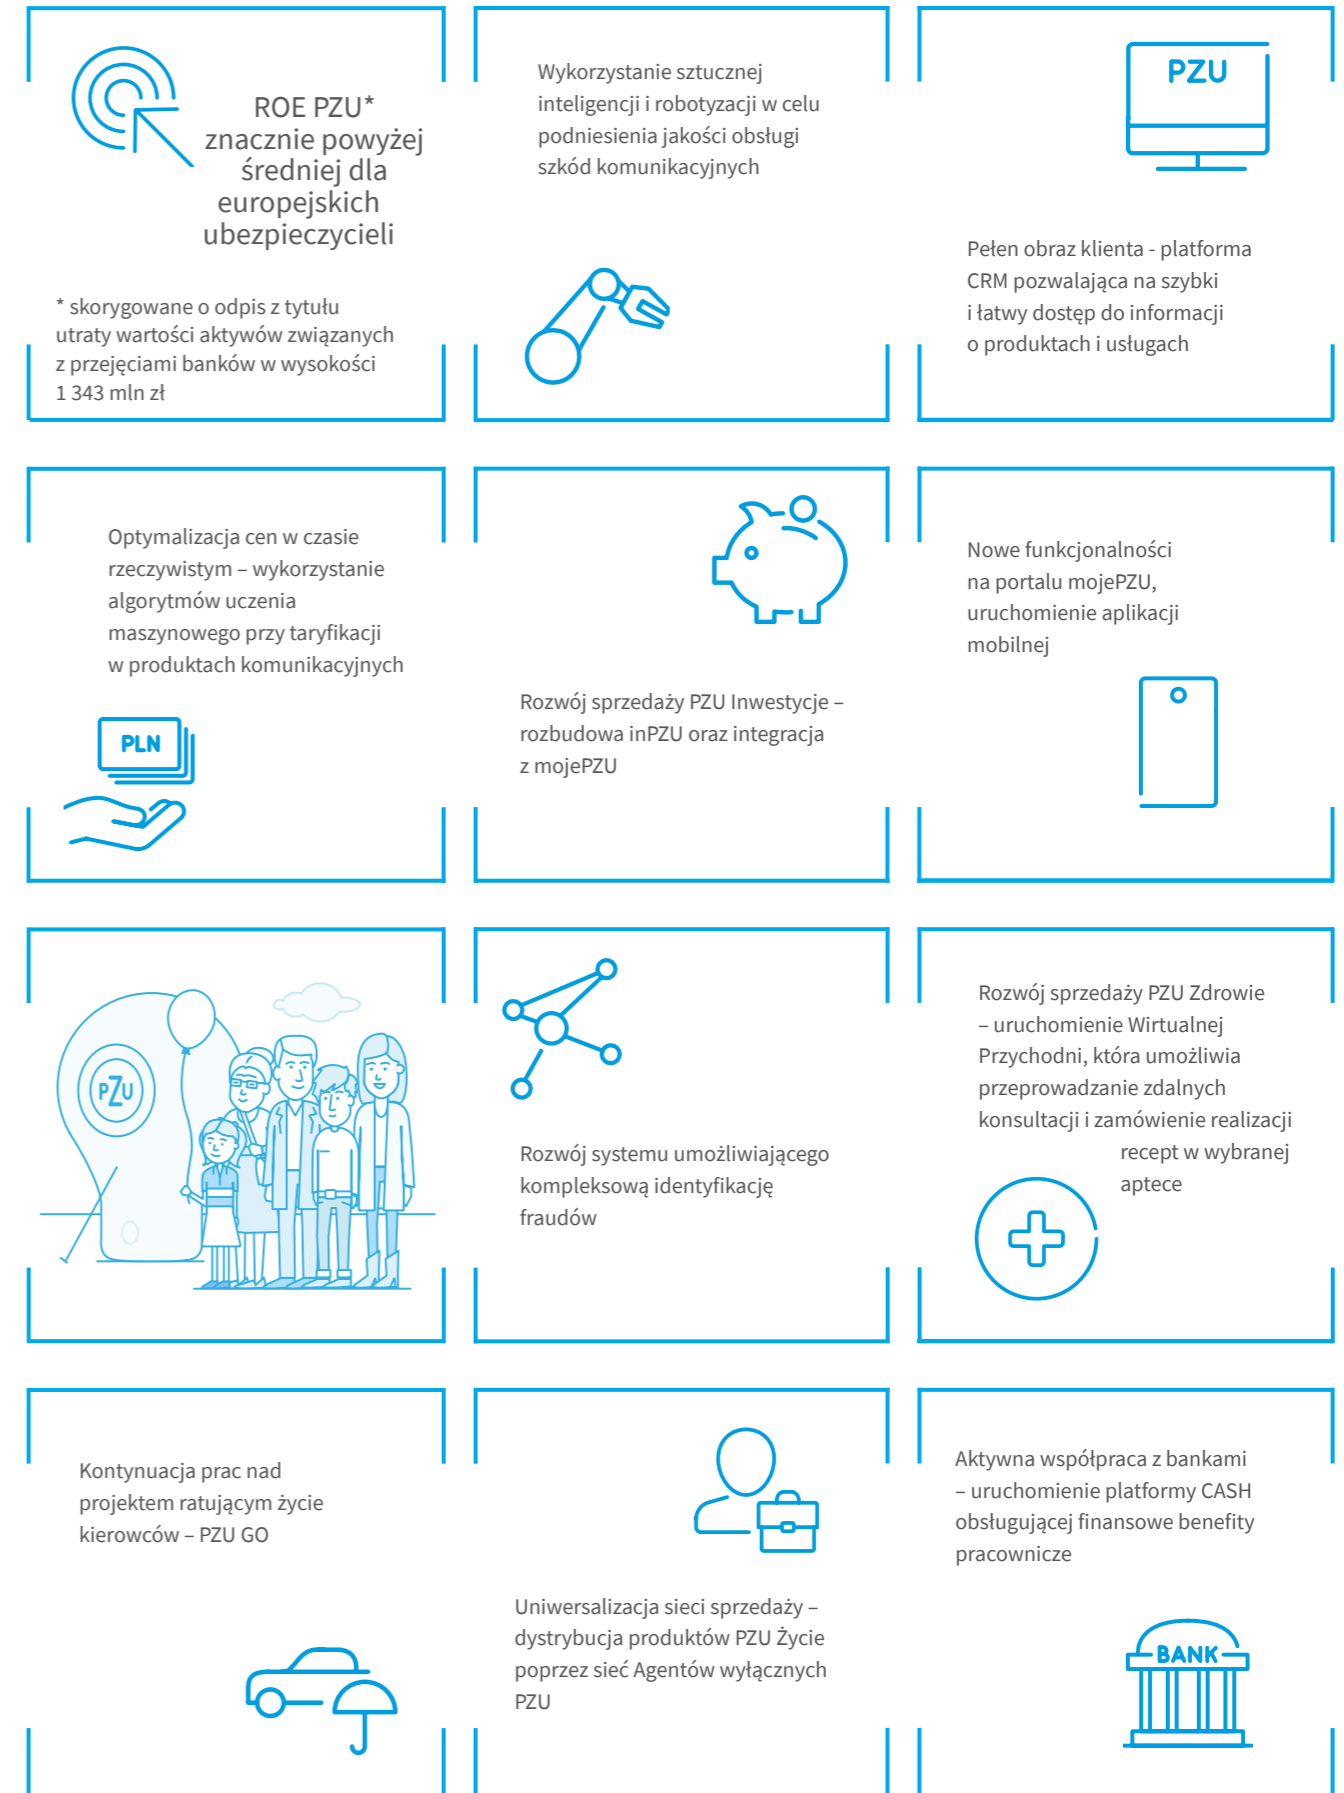 ROE PZU*
znacznie powyżej
średniej dla
europejskich
ubezpieczycieli
* skorygowane o odpis z tytułu
utraty wartości aktywów związanych
z przejęciami banków w wysokości
1 343 mln zł
Wykorzystanie sztucznej
inteligencji i robotyzacji w celu
podniesienia jakości obsługi
szkód komunikacyjnych
PZU
Pełen obraz klienta - platforma
CRM pozwalająca na szybki
i łatwy dostęp do informacji
o produktach i usługach
Optymalizacja cen w czasie
rzeczywistym – wykorzystanie
algorytmów uczenia
maszynowego przy taryfikacji
w produktach komunikacyjnych
PLN
Rozwój sprzedaży PZU Inwestycje –
rozbudowa inPZU oraz integracja
z mojePZU
Nowe funkcjonalności
na portalu mojePZU,
uruchomienie aplikacji
mobilnej
PZU
Rozwój systemu umożliwiającego
kompleksową identyfikację
fraudów
Rozwój sprzedaży PZU Zdrowie
– uruchomienie Wirtualnej
Przychodni, która umożliwia
przeprowadzanie zdalnych
konsultacji i zamówienie realizacji
recept w wybranej
aptece
Kontynuacja prac nad
projektem ratującym życie
kierowców – PZU GO
Uniwersalizacja sieci sprzedaży –
dystrybucja produktów PZU Życie
poprzez sieć Agentów wyłącznych
PZU
Aktywna współpraca z bankami
– uruchomienie platformy CASH
obsługującej finansowe benefity
pracownicze
BANK